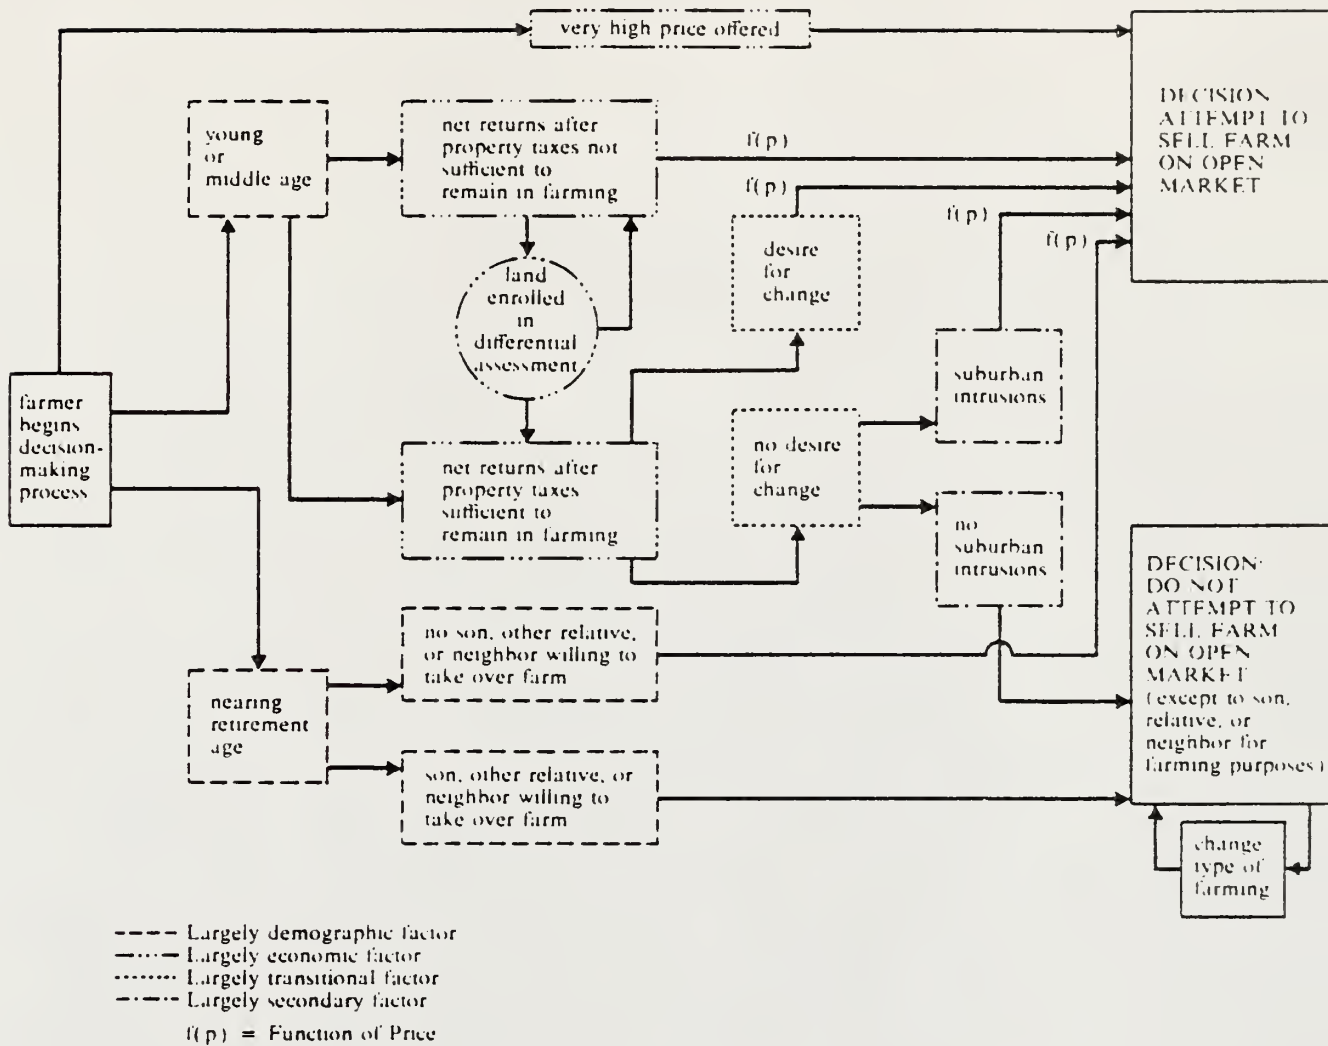 very high price offered
DECISION
ATTEMPT TO
SELL FARM
ON OPEN
MARKET
young
or
middle age
net returns after
property taxes not
sufficient to
remain in farming
f(p)
f(p)
f(p)
f(p)
desire
for
change
land
enrolled
in
differential
assessment
suburban
intrusions
farmer
begins
decision-
making
process
no desire
for
change
net returns after
property taxes
sufficient to
remain in farming
no
suburban
intrusions
DECISION:
DO NOT
ATTEMPT TO
SELL FARM
ON OPEN
MARKET
(except to son,
relative, or
neighbor for
farming purposes)
no son, other relative,
or neighbor willing to
take over farm
nearing
retirement
age
son, other relative, or
neighbor willing to
take over farm
change
type of
farming
Largely demographic factor
Largely economic factor
Largely transitional factor
Largely secondary factor
f(p) = Function of Price